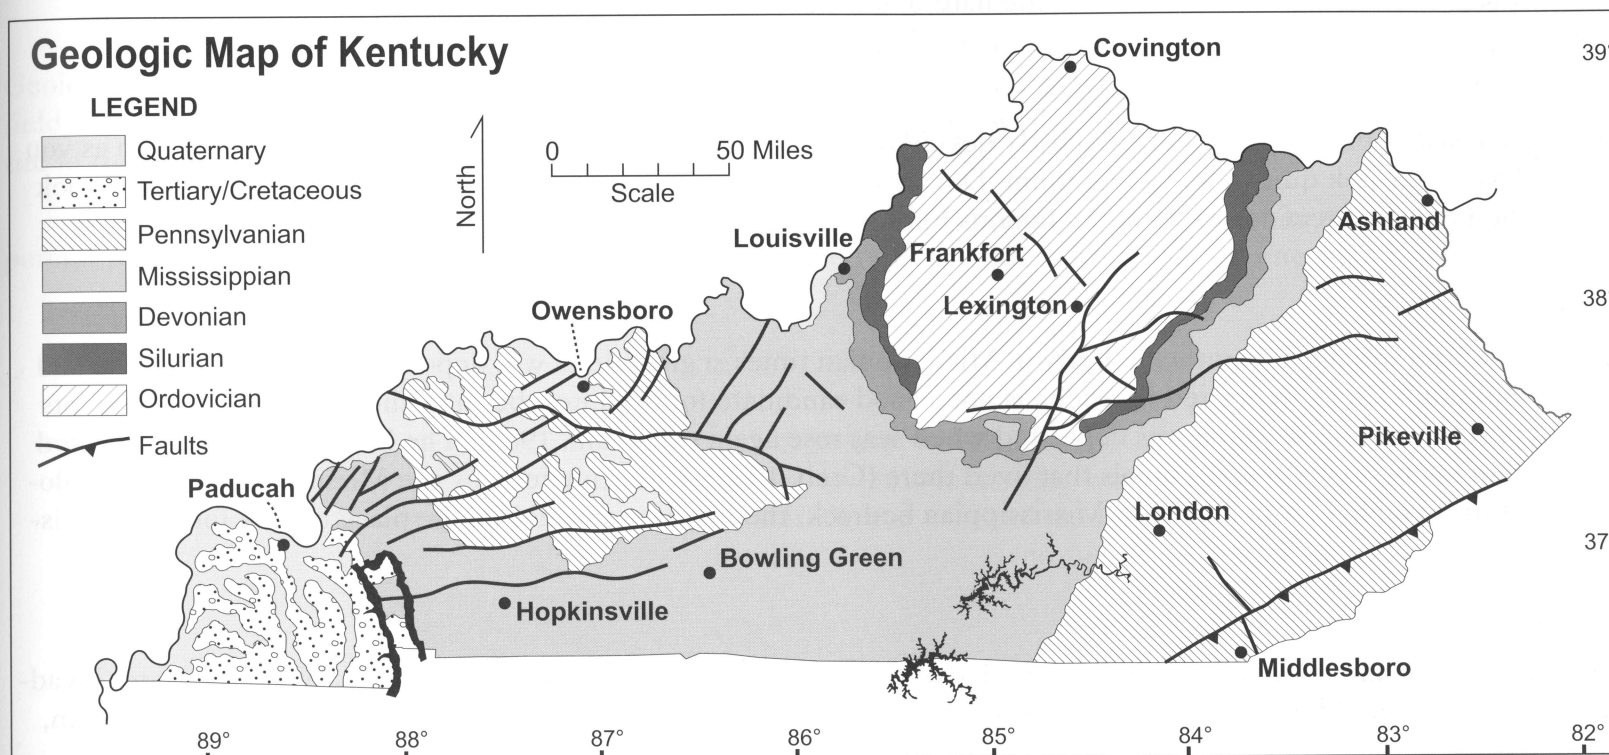 Geologic Map of Kentucky
LEGEND
Quaternary
Tertiary/Cretaceous
Pennsylvanian
Mississippian
Devonian
Silurian
Ordovician
Faults
North
0 50 Miles
Scale
Covington
Ashland
Louisville
Frankfort
Lexington
Owensboro
Pikeville
Paducah
London
Bowling Green
Hopkinsville
Middlesboro
39°
38
37
89° 88° 87° 86° 85° 84° 83° 82°